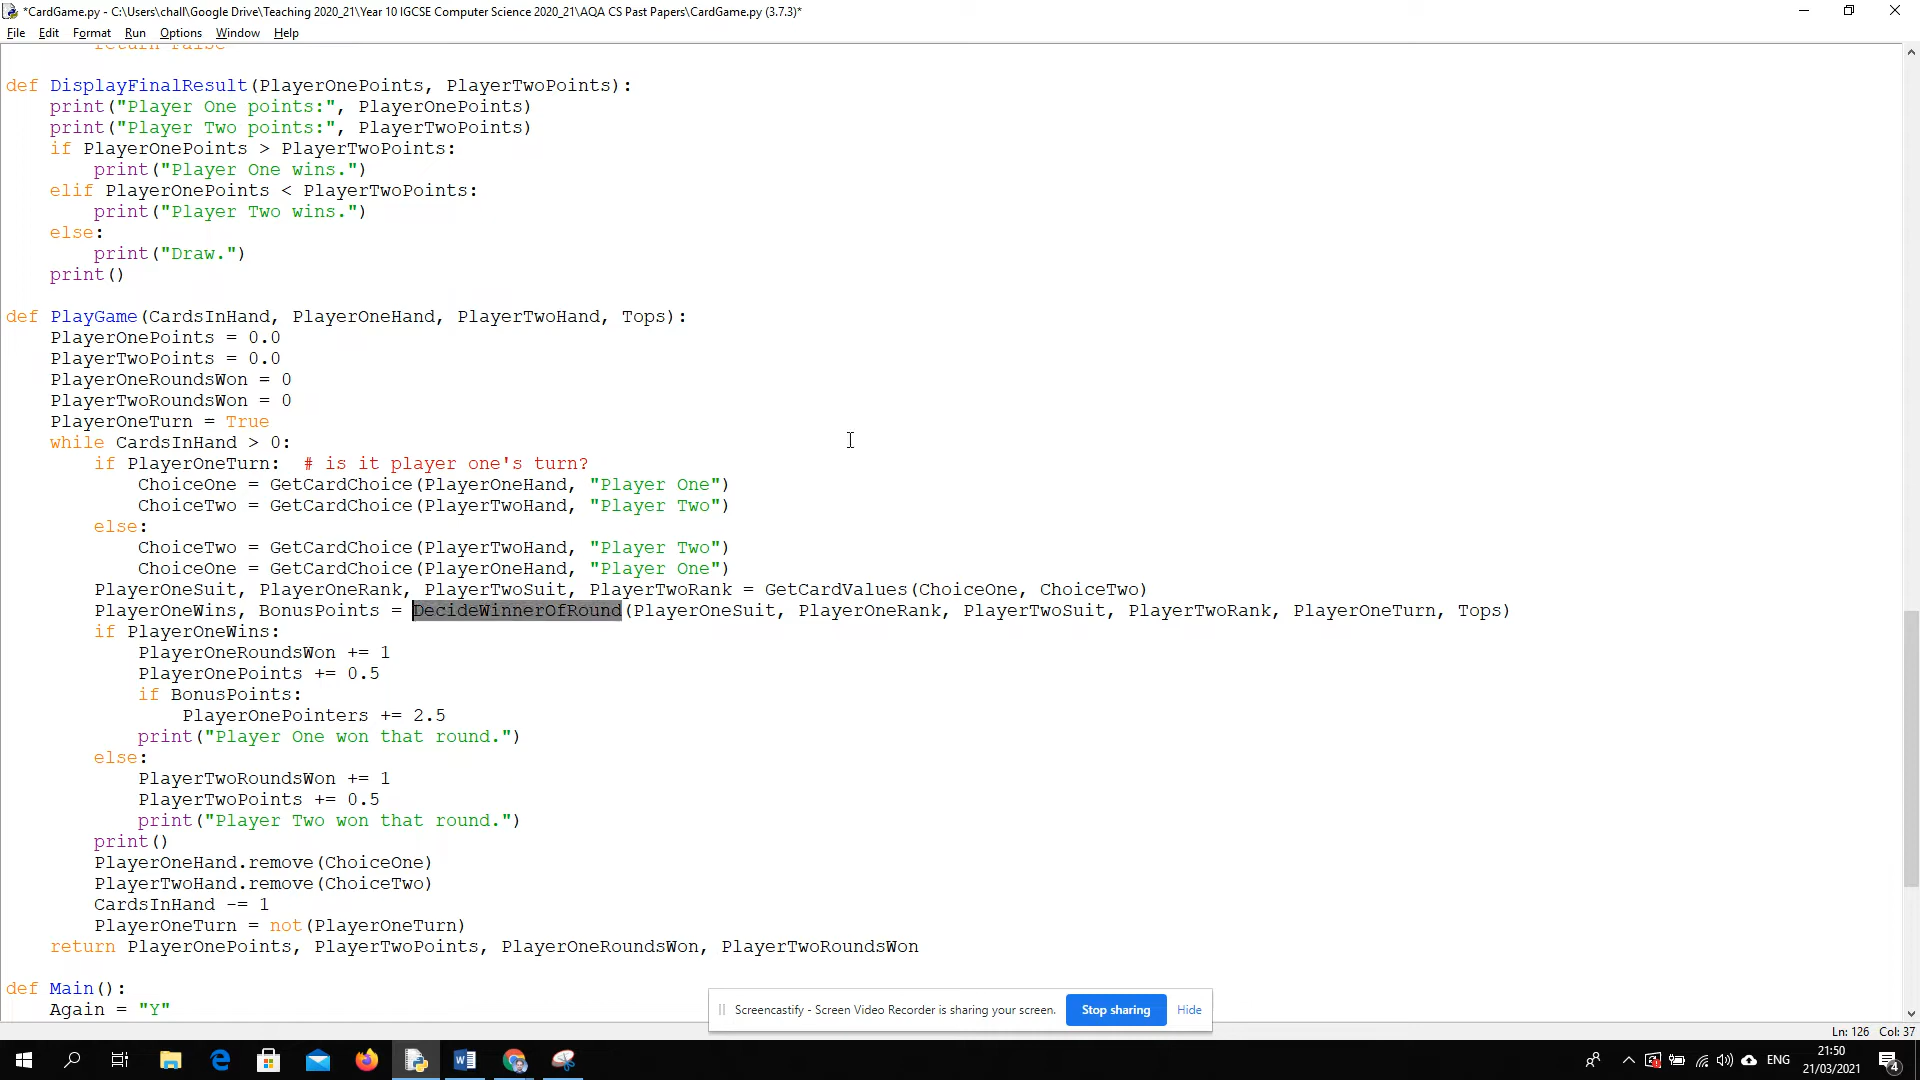 *CardGame.py - C:\Users\chall\Google Drive\Teaching 2020_21\Year 10 IGCSE Computer Science 2020_21\AQA CS Past Papers\CardGame.py (3.7.3)*
File Edit Format Run Options Window Help
return False
def DisplayFinalResult(PlayerOnePoints, PlayerTwoPoints):
    print("Player One points:", PlayerOnePoints)
    print("Player Two points:", PlayerTwoPoints)
    if PlayerOnePoints > PlayerTwoPoints:
        print("Player One wins.")
    elif PlayerOnePoints < PlayerTwoPoints:
        print("Player Two wins.")
    else:
        print("Draw.")
    print()
def PlayGame(CardsInHand, PlayerOneHand, PlayerTwoHand, Tops):
    PlayerOnePoints = 0.0
    PlayerTwoPoints = 0.0
    PlayerOneRoundsWon = 0
    PlayerTwoRoundsWon = 0
    PlayerOneTurn = True
    while CardsInHand > 0:
        if PlayerOneTurn:  # is it player one's turn?
            ChoiceOne = GetCardChoice(PlayerOneHand, "Player One")
            ChoiceTwo = GetCardChoice(PlayerTwoHand, "Player Two")
        else:
            ChoiceTwo = GetCardChoice(PlayerTwoHand, "Player Two")
            ChoiceOne = GetCardChoice(PlayerOneHand, "Player One")
        PlayerOneSuit, PlayerOneRank, PlayerTwoSuit, PlayerTwoRank = GetCardValues(ChoiceOne, ChoiceTwo)
        PlayerOneWins, BonusPoints = DecideWinnerOfRound(PlayerOneSuit, PlayerOneRank, PlayerTwoSuit, PlayerTwoRank, PlayerOneTurn, Tops)
        if PlayerOneWins:
            PlayerOneRoundsWon += 1
            PlayerOnePoints += 0.5
            if BonusPoints:
                PlayerOnePointers += 2.5
            print("Player One won that round.")
        else:
            PlayerTwoRoundsWon += 1
            PlayerTwoPoints += 0.5
            print("Player Two won that round.")
        print()
        PlayerOneHand.remove(ChoiceOne)
        PlayerTwoHand.remove(ChoiceTwo)
        CardsInHand -= 1
        PlayerOneTurn = not(PlayerOneTurn)
    return PlayerOnePoints, PlayerTwoPoints, PlayerOneRoundsWon, PlayerTwoRoundsWon
def Main():
    Again = "Y"
Screencastify - Screen Video Recorder is sharing your screen. Stop sharing Hide
Ln: 126 Col: 37
ENG
21:50
21/03/2021
4